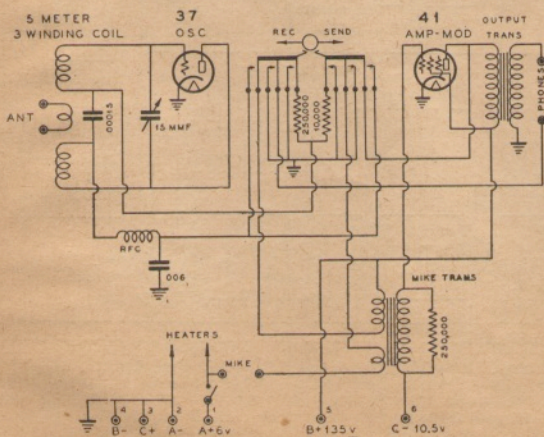 5 METER
3 WINDING COIL
37
OSC
REC
SEND
41
AMP-MOD
OUTPUT
TRANS
ANT
.00015
15 MMF
250,000
10,000
PHONES
RFC
.006
MIKE TRANS
HEATERS
MIKE
250,000
4
3
2
1
5
6
B-
C+
A-
A+6v
B+135v
C-10.5v